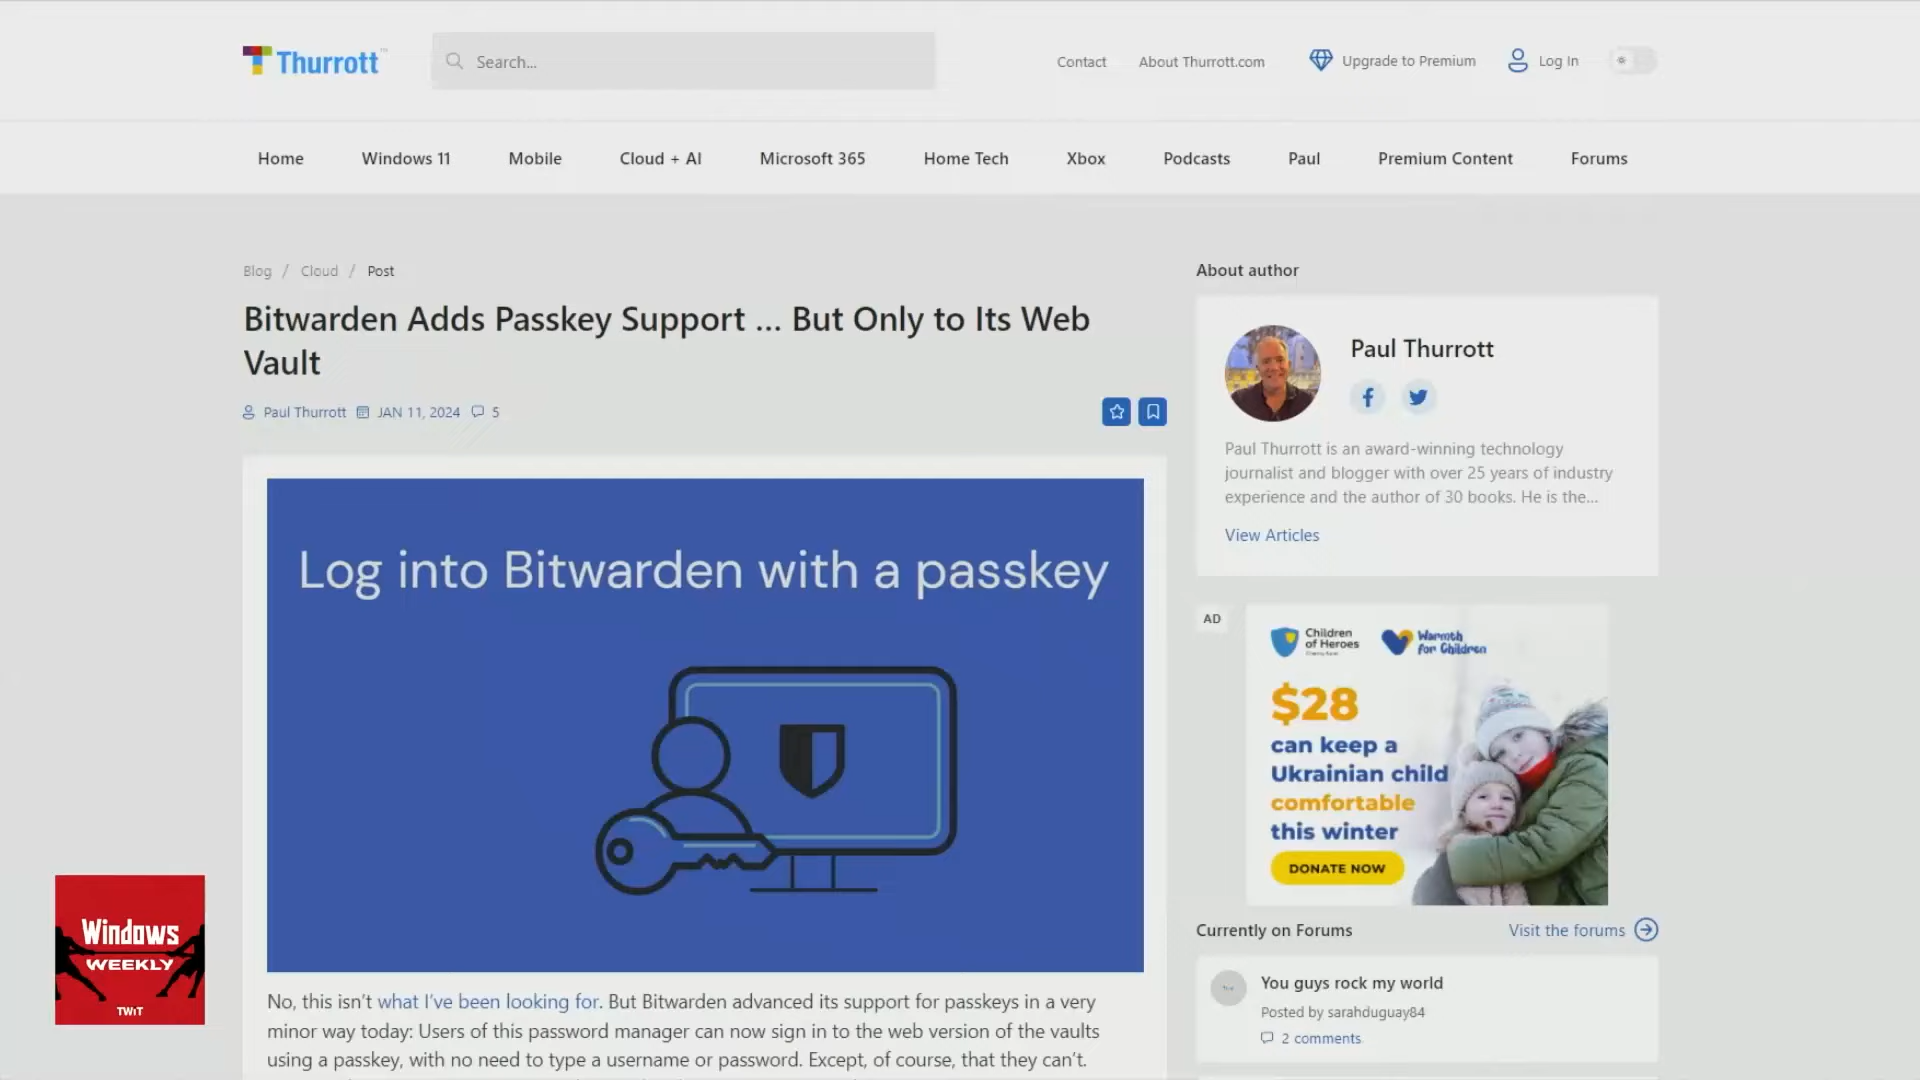 Thurrott
Search...
Contact
About Thurrott.com
Upgrade to Premium
Log In
Home
Windows 11
Mobile
Cloud + AI
Microsoft 365
Home Tech
Xbox
Podcasts
Paul
Premium Content
Forums
Blog / Cloud / Post
Bitwarden Adds Passkey Support ... But Only to Its Web
Vault
Paul Thurrott JAN 11, 2024 5
Log into Bitwarden with a passkey
No, this isn't what I've been looking for. But Bitwarden advanced its support for passkeys in a very
minor way today: Users of this password manager can now sign in to the web version of the vaults
using a passkey, with no need to type a username or password. Except, of course, that they can't.
About author
Paul Thurrott
Paul Thurrott is an award-winning technology
journalist and blogger with over 25 years of industry
experience and the author of 30 books. He is the...
View Articles
AD
Children
of Heroes
Warmth
for Children
$28
can keep a
Ukrainian child
comfortable
this winter
DONATE NOW
Currently on Forums
Visit the forums
You guys rock my world
Posted by sarahduguay84
2 comments
Windows
WEEKLY
TWiT